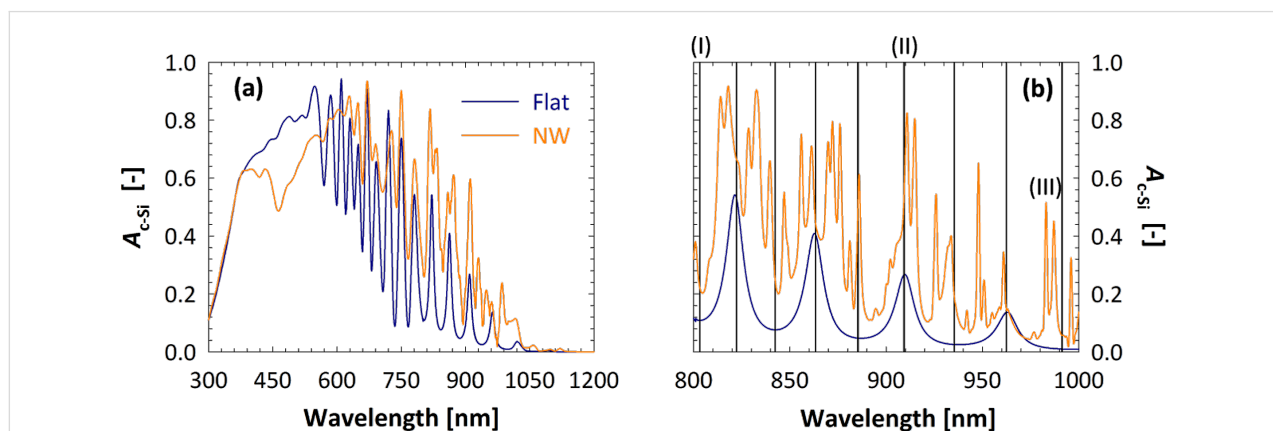 (I) (II)
1.0 (a) Flat NW 1.0 (b)
0.8 0.8
0.6 0.6
(III)
A_c-Si [-] A_c-Si [-]
0.4 0.4
0.2 0.2
0.0 0.0
300 450 600 750 900 1050 1200 800 850 900 950 1000
Wavelength [nm] Wavelength [nm]